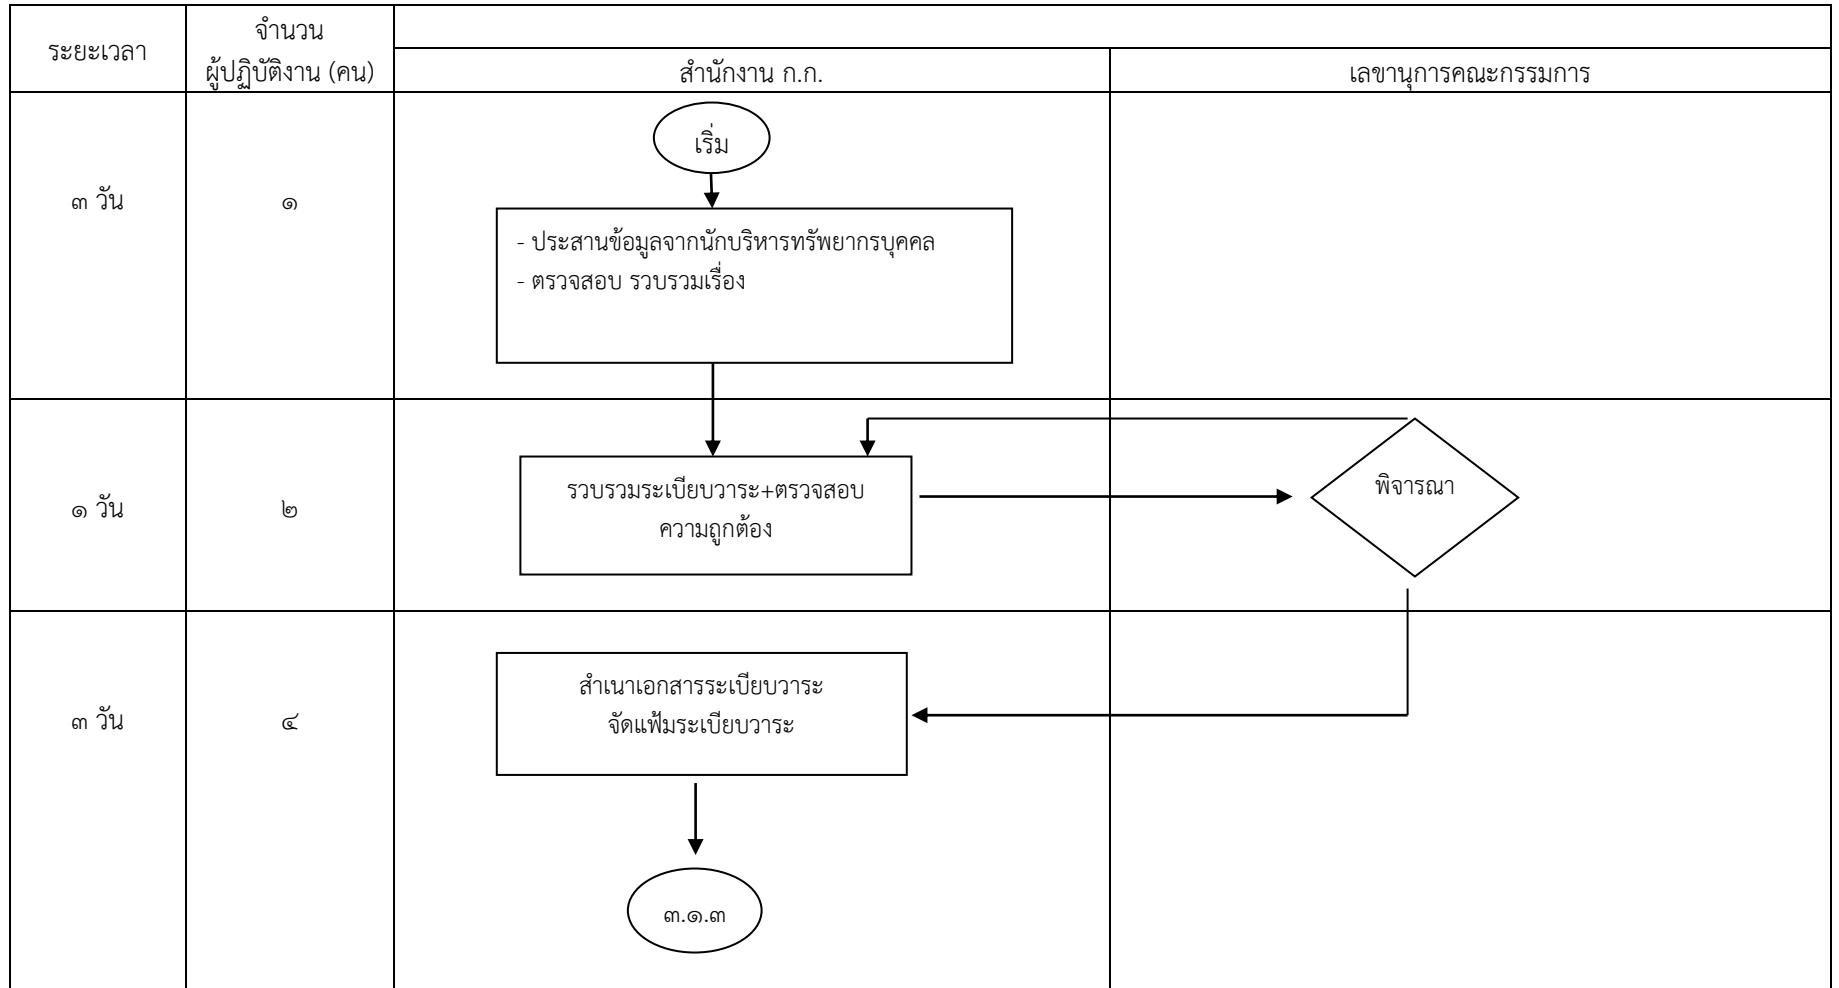 ระยะเวลา
จำนวน
ผู้ปฏิบัติงาน (คน)
สำนักงาน ก.ก.
เลขานุการคณะกรรมการ
เริ่ม
๓ วัน
๑
- ประสานข้อมูลจากนักบริหารทรัพยากรบุคคล
- ตรวจสอบ รวบรวมเรื่อง
๑ วัน
๒
รวบรวมระเบียบวาระ+ตรวจสอบ
ความถูกต้อง
พิจารณา
๓ วัน
๔
สำเนาเอกสารระเบียบวาระ
จัดแฟ้มระเบียบวาระ
๓.๑.๓